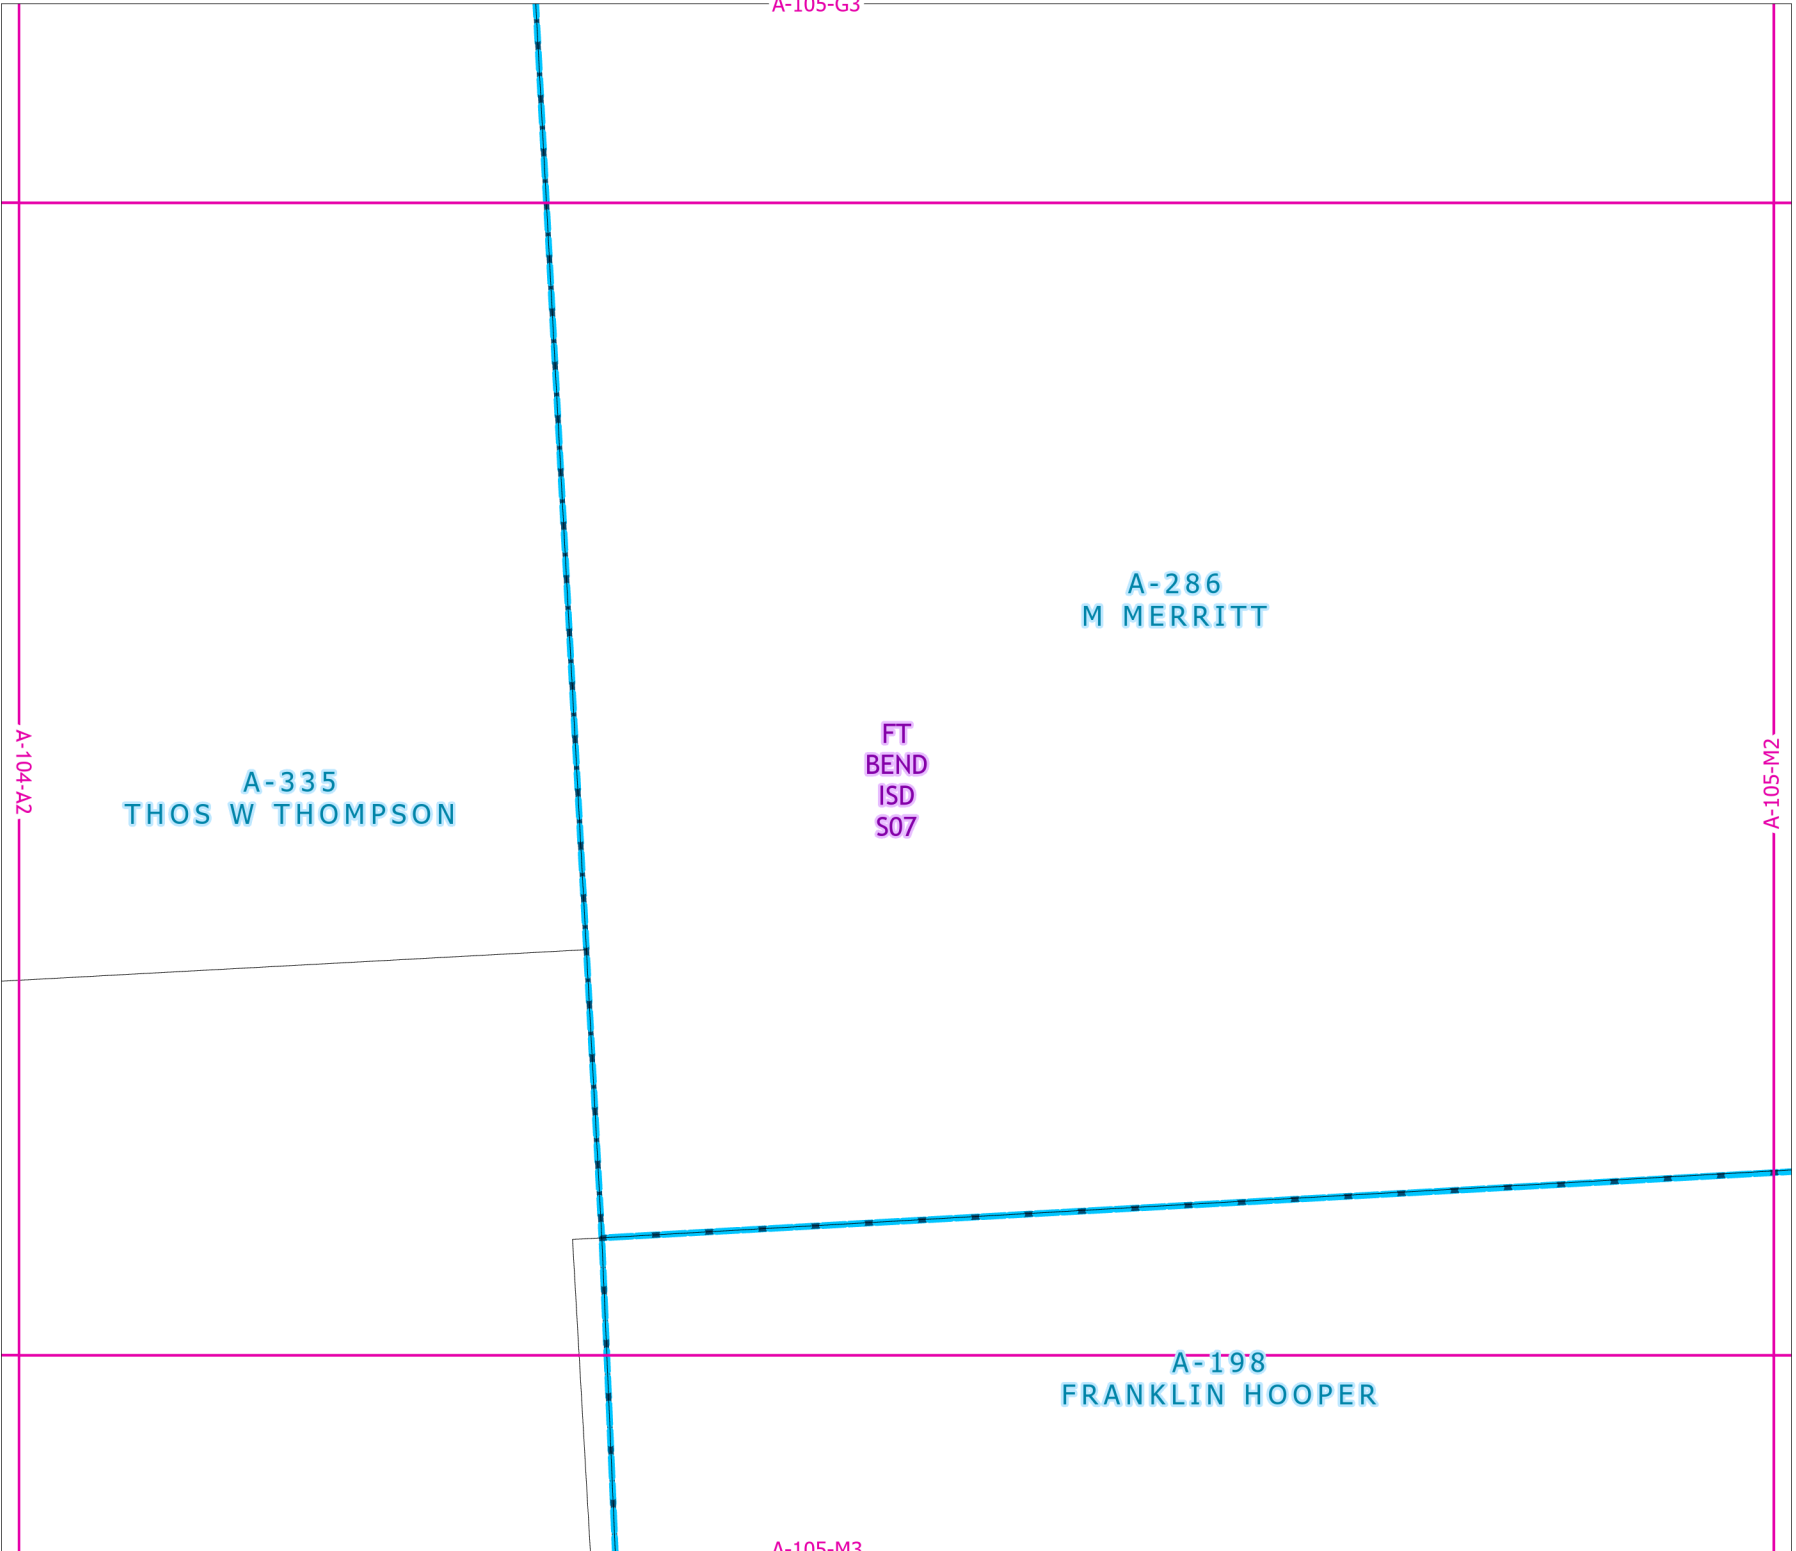 A-105-G3
A-286
M MERRITT
FT
BEND
ISD
S07
A-104-A2
A-335
THOS W THOMPSON
A-105-M2
A-198
FRANKLIN HOOPER
A-105-M3